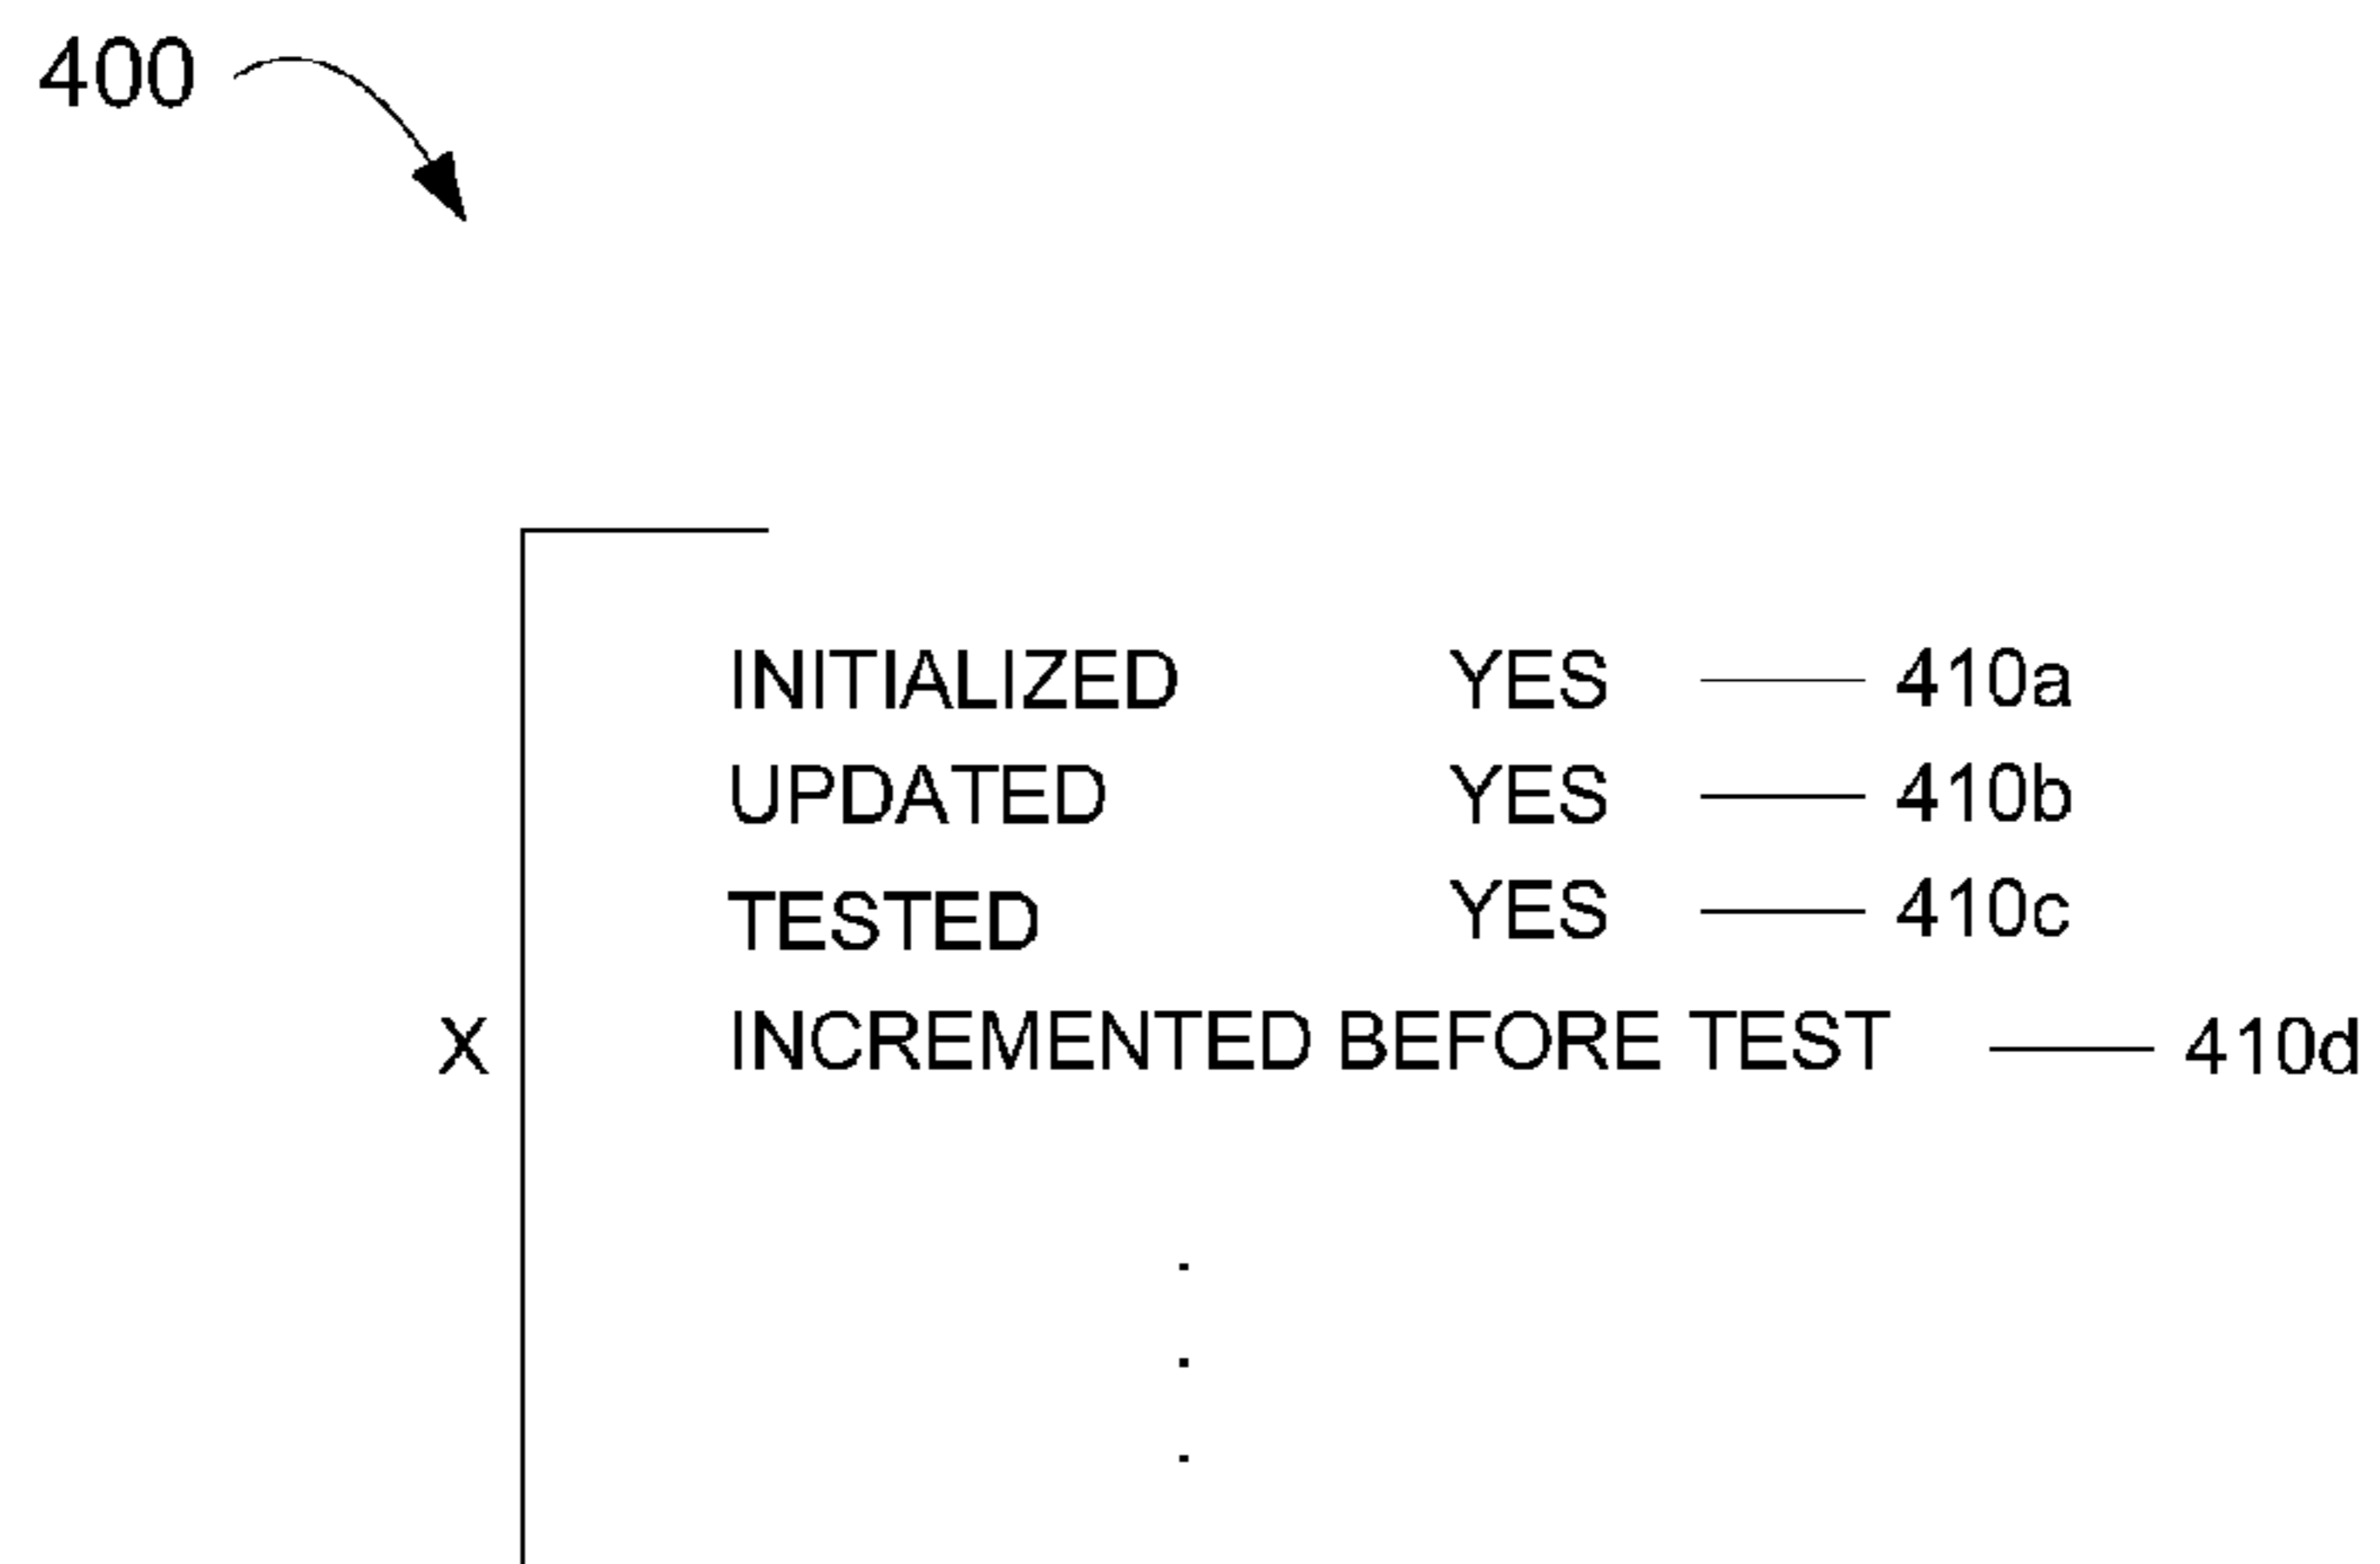 400
INITIALIZED YES 410a
UPDATED YES 410b
TESTED YES 410c
X INCREMENTED BEFORE TEST 410d
.
.
.